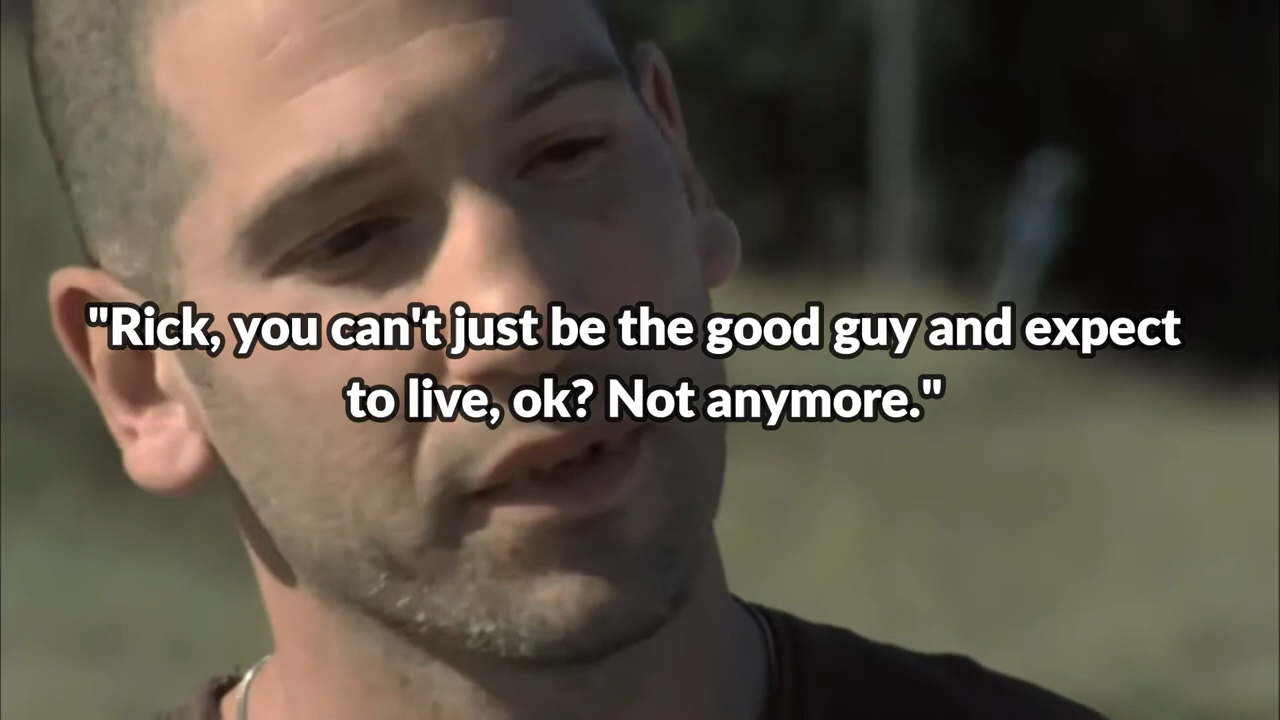 "Rick, you can't just be the good guy and expect
to live, ok? Not anymore."